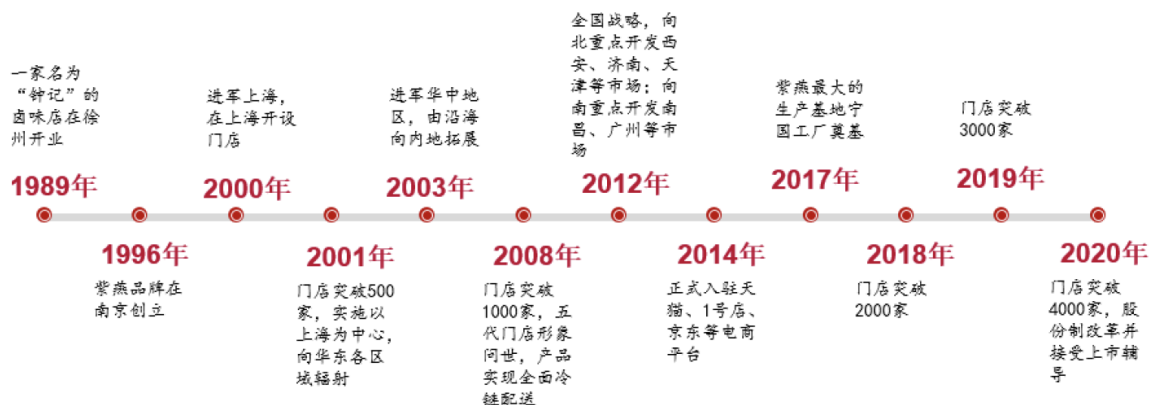 一家名为
“钟记”的
卤味店在徐
州开业
1989年
1996年
紫燕品牌在
南京创立
进军上海,
在上海开设
门店
2000年
2001年
门店突破500
家，实施以
上海为中心,
向华东各区
域辐射
进军华中地
区，由沿海
向内地拓展
2003年
2008年
门店突破
1000家，五
代门店形象
问世，产品
实现全面冷
链配送
全国战略，向
北重点开发西
安、济南、天
津等市场；向
南重点开发南
昌、广州等市
场
2012年
2014年
正式入驻天
猫、1号店、
京东等电商
平台
紫燕最大的
生产基地宁
国工厂奠基
2017年
2018年
门店突破
2000家
门店突破
3000家
2019年
2020年
门店突破
4000家，股
份制改革并
接受上市辅
导